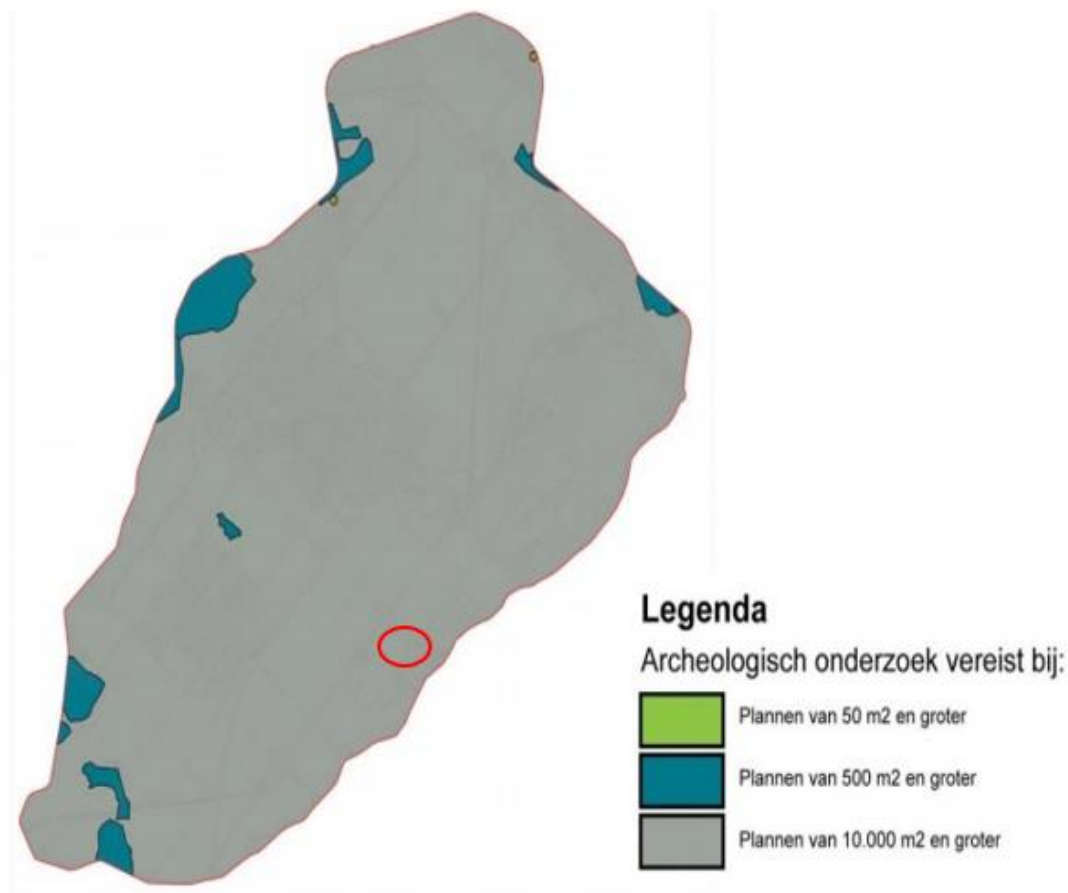 Legenda
Archeologisch onderzoek vereist bij:
Plannen van 50 m2 en groter
Plannen van 500 m2 en groter
Plannen van 10.000 m2 en groter